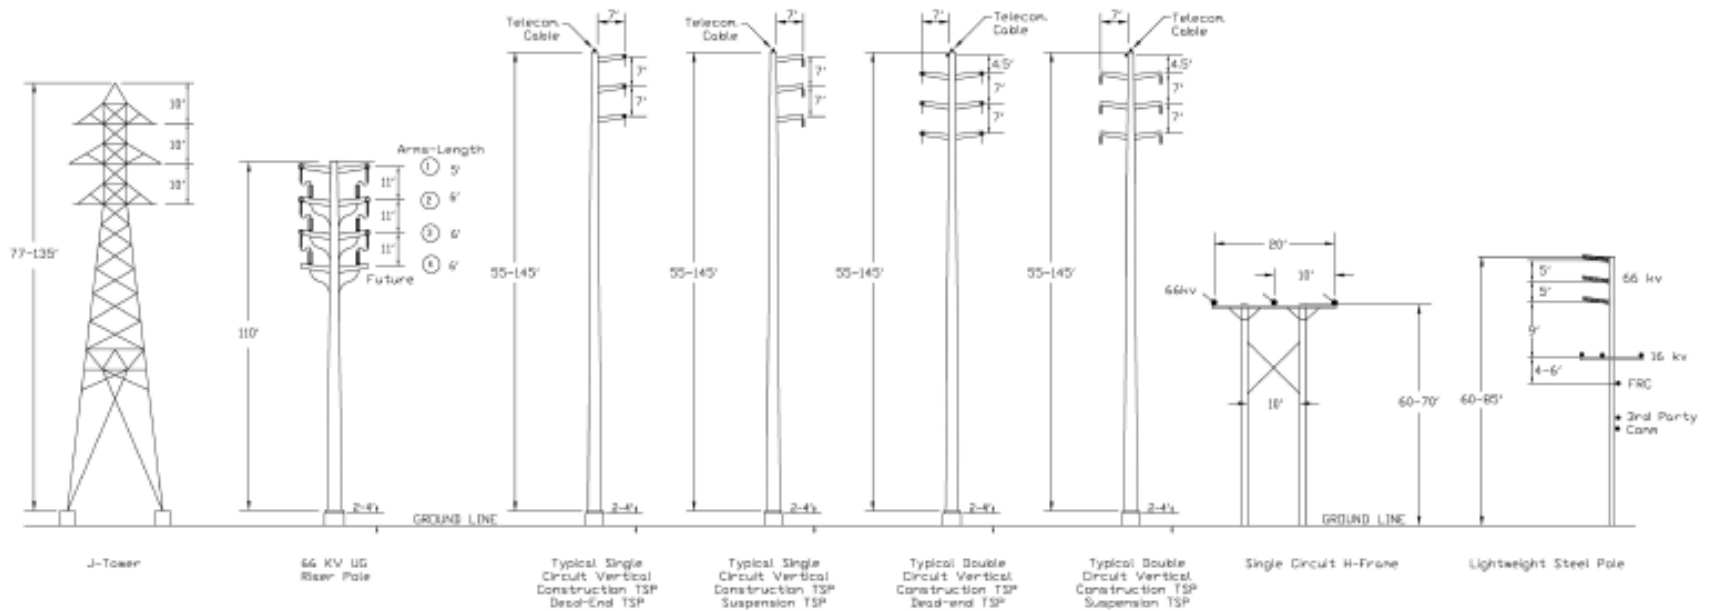 77-135'
10'
10'
10'
J-Tower
110'
Arms-Length
1 5'
2 6'
3 6'
4 6'
11'
11'
11'
Future
2-4'
66 KV UG
Riser Pole
GROUND LINE
Telecom.
Cable
7'
7'
7'
55-145'
2-4'
Typical Single
Circuit Vertical
Construction TSP
Dead-End TSP
Telecom.
Cable
7'
7'
7'
55-145'
2-4'
Typical Single
Circuit Vertical
Construction TSP
Suspension TSP
7'
Telecom.
Cable
4.5'
7'
7'
55-145'
2-4'
Typical Double
Circuit Vertical
Construction TSP
Dead-end TSP
7'
Telecom.
Cable
4.5'
7'
7'
55-145'
2-4'
Typical Double
Circuit Vertical
Construction TSP
Suspension TSP
20'
10'
66kv
10'
60-70'
GROUND LINE
Single Circuit H-Frame
5'
5'
66 kv
9'
16 kv
4-6'
FRC
60-85'
3rd Party
Comm
Lightweight Steel Pole